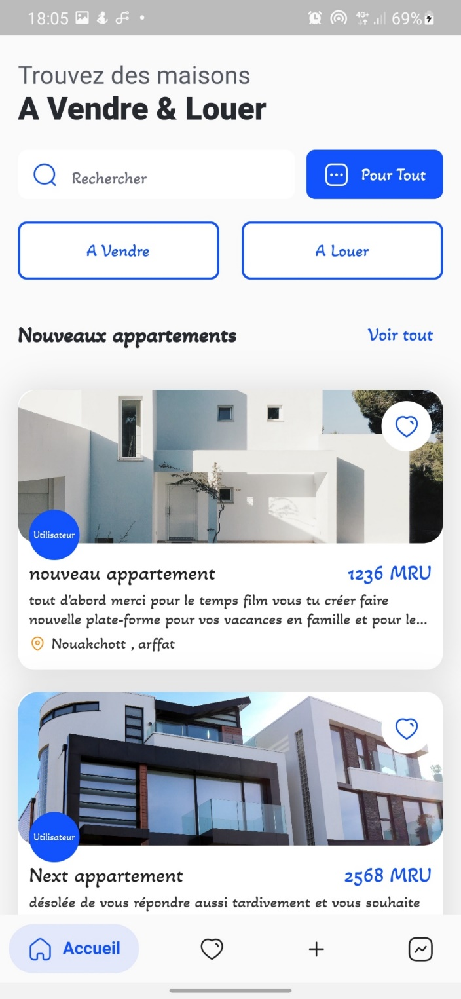 18:05
4G+
69%
Trouvez des maisons
A Vendre & Louer
Rechercher
Pour Tout
A Vendre
A Louer
Nouveaux appartements
Voir tout
Utilisateur
nouveau appartement
1236 MRU
tout d'abord merci pour le temps film vous tu créer faire
nouvelle plate-forme pour vos vacances en famille et pour le...
Nouakchott , arffat
Utilisateur
Next appartement
2568 MRU
désolée de vous répondre aussi tardivement et vous souhaite
Accueil